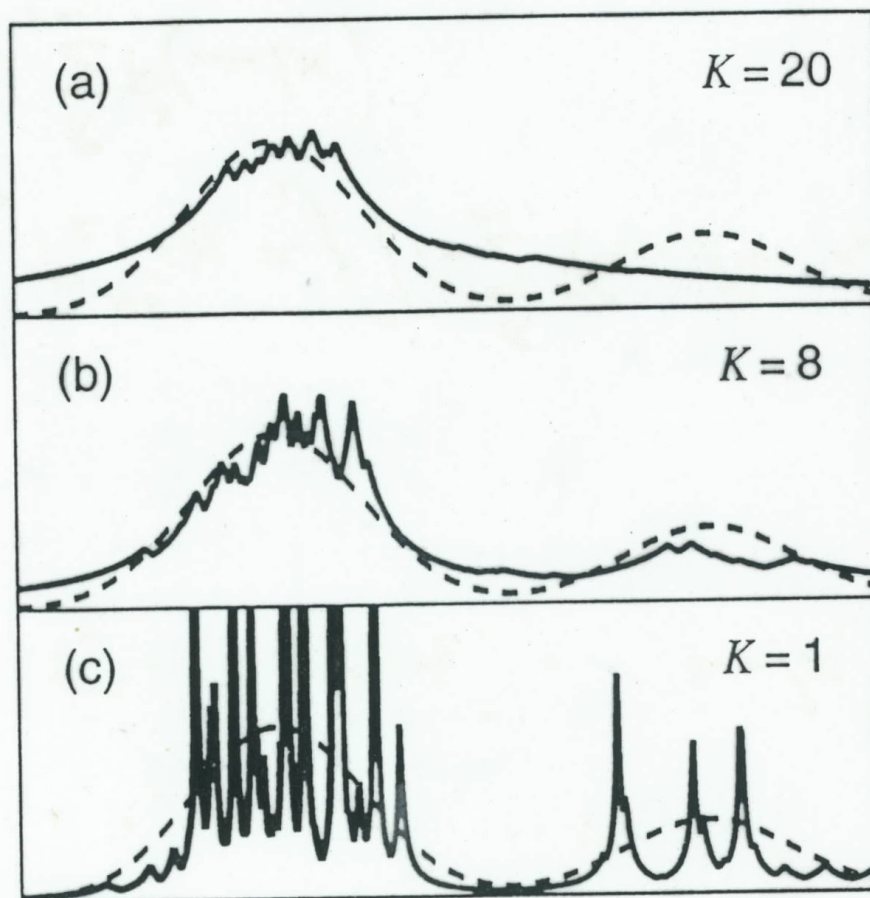 (a) K = 20
(b) K = 8
(c) K = 1